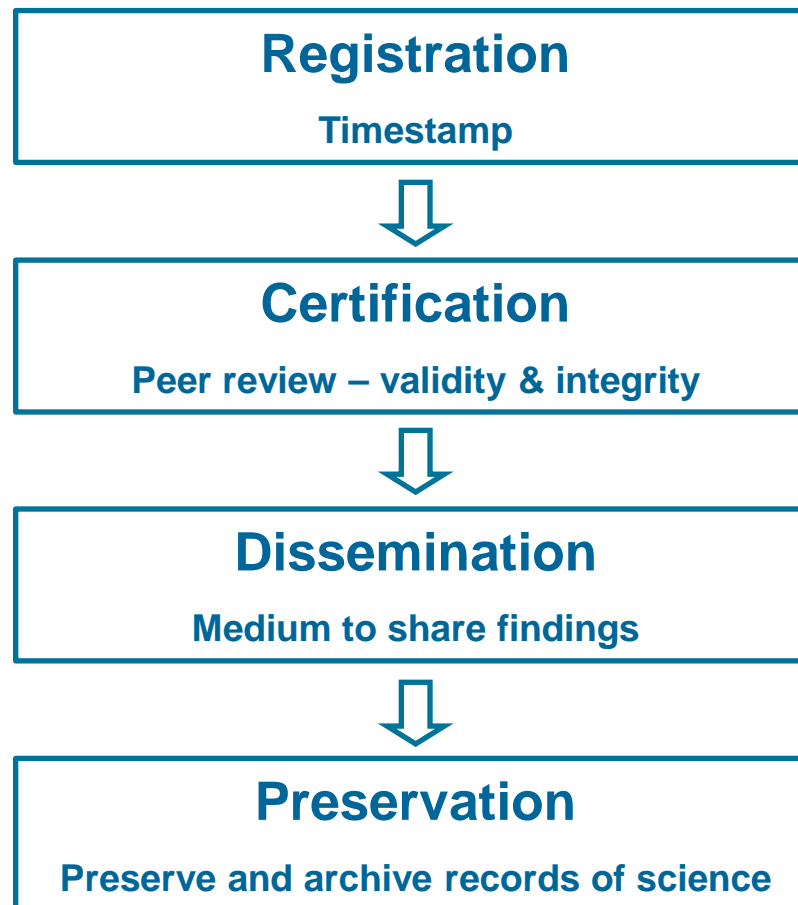 Registration
Timestamp
Certification
Peer review – validity & integrity
Dissemination
Medium to share findings
Preservation
Preserve and archive records of science